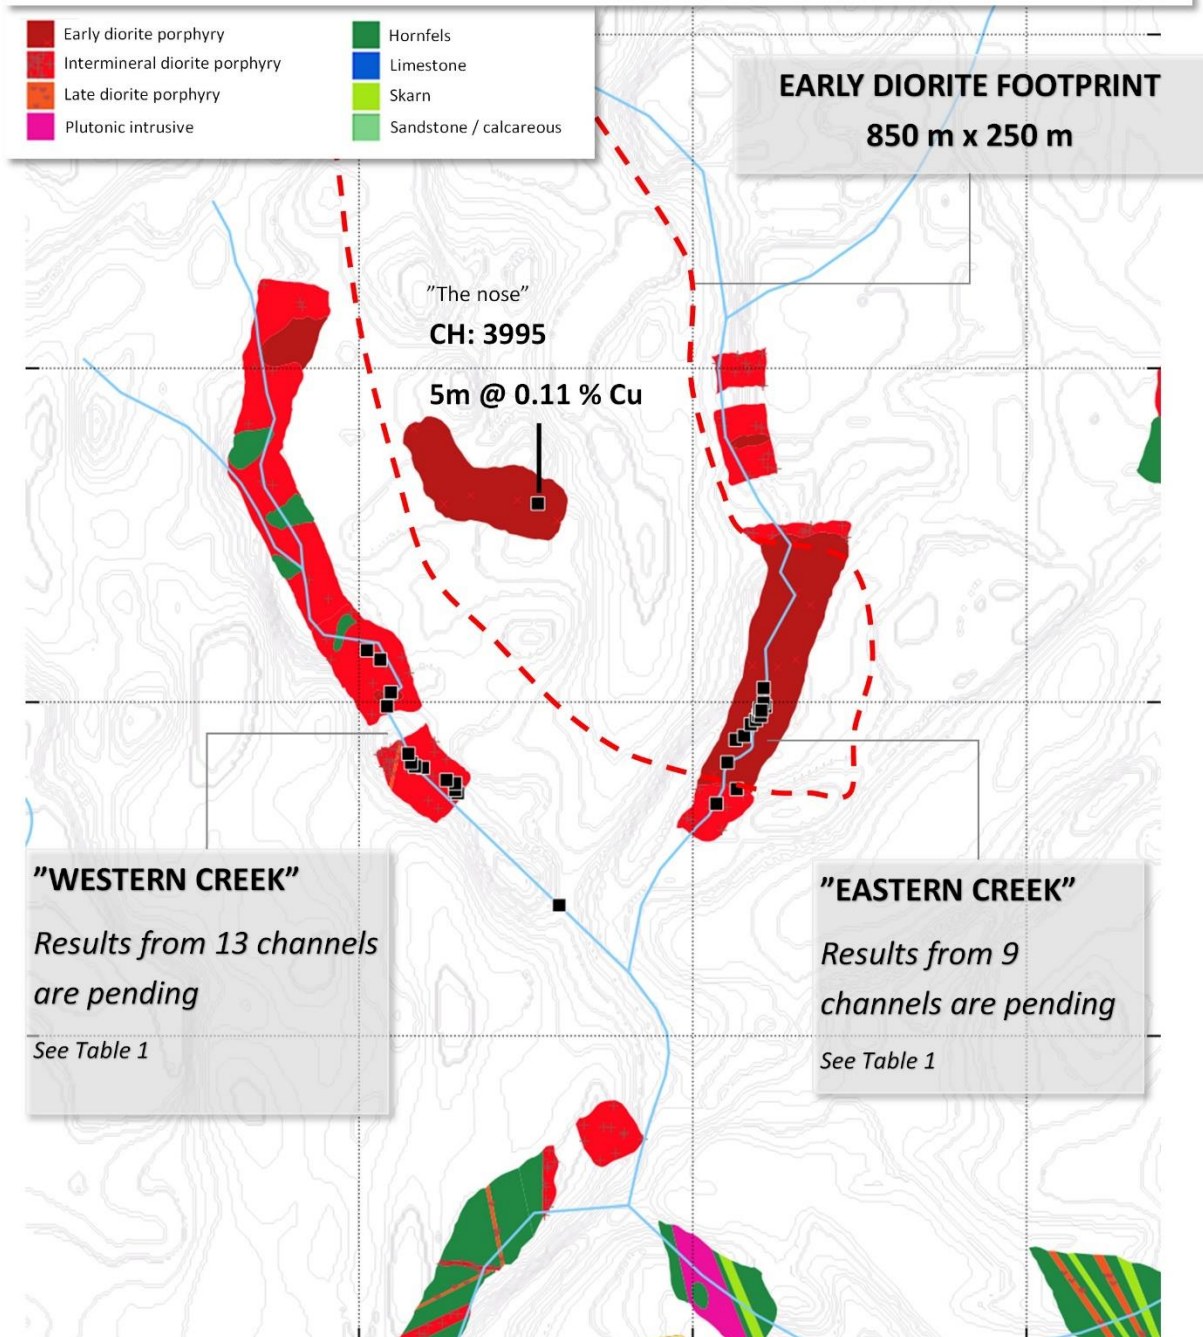 Early diorite porphyry
Intermineral diorite porphyry
Late diorite porphyry
Plutonic intrusive
Hornfels
Limestone
Skarn
Sandstone / calcareous
EARLY DIORITE FOOTPRINT
850 m x 250 m
”The nose”
CH: 3995
5m @ 0.11 % Cu
”WESTERN CREEK”
Results from 13 channels
are pending
See Table 1
”EASTERN CREEK”
Results from 9
channels are pending
See Table 1